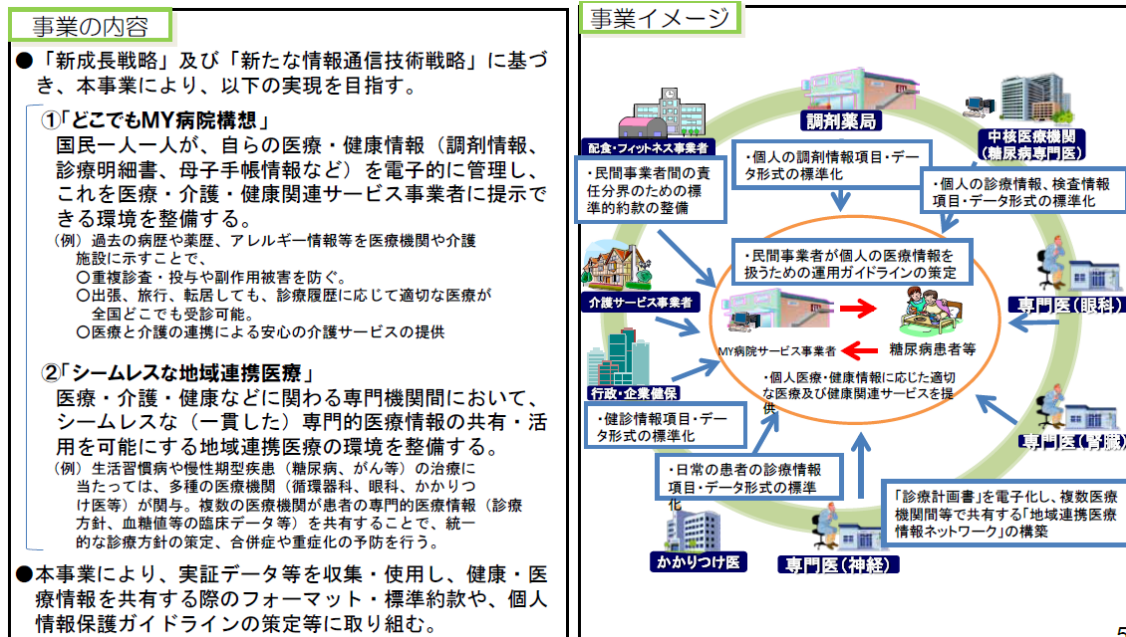 事業の内容
●「新成長戦略」及び「新たな情報通信技術戦略」に基づ
き、本事業により、以下の実現を目指す。
①「どこでもMY病院構想」
国民一人一人が、自らの医療・健康情報（調剤情報、
診療明細書、母子手帳情報など）を電子的に管理し、
これを医療・介護・健康関連サービス事業者に提示で
きる環境を整備する。
（例）過去の病歴や薬歴、アレルギー情報等を医療機関や介護
施設に示すことで、
○重複診査・投与や副作用被害を防ぐ。
○出張、旅行、転居しても、診療履歴に応じて適切な医療が
全国どこでも受診可能。
○医療と介護の連携による安心の介護サービスの提供
②「シームレスな地域連携医療」
医療・介護・健康などに関わる専門機関間において、
シームレスな（一貫した）専門的医療情報の共有・活
用を可能にする地域連携医療の環境を整備する。
（例）生活習慣病や慢性期型疾患（糖尿病、がん等）の治療に
当たっては、多種の医療機関（循環器科、眼科、かかりつ
け医等）が関与。複数の医療機関が患者の専門的医療情報（診療
方針、血糖値等の臨床データ等）を共有することで、統一
的な診療方針の策定、合併症や重症化の予防を行う。
●本事業により、実証データ等を収集・使用し、健康・医
療情報を共有する際のフォーマット・標準約款や、個人
情報保護ガイドラインの策定等に取り組む。
事業イメージ
調剤薬局
中核医療機関
（糖尿病専門医）
配食・フィットネス事業者
・民間事業者間の責
任分界のための標
準的約款の整備
・個人の調剤情報項目・デー
タ形式の標準化
・個人の診療情報、検査情報
項目・データ形式の標準化
・民間事業者が個人の医療情報を
扱うための運用ガイドラインの策定
介護サービス事業者
専門医（眼科）
MY病院サービス事業者
糖尿病患者等
・個人医療・健康情報に応じた適切
な医療及び健康関連サービスを提
供
行政・企業健保
・健診情報項目・デー
タ形式の標準化
専門医（腎臓）
・日常の患者の診療情報
項目・データ形式の標準
化
「診療計画書」を電子化し、複数医療
機関間等で共有する「地域連携医療
情報ネットワーク」の構築
かかりつけ医
専門医（神経）
5